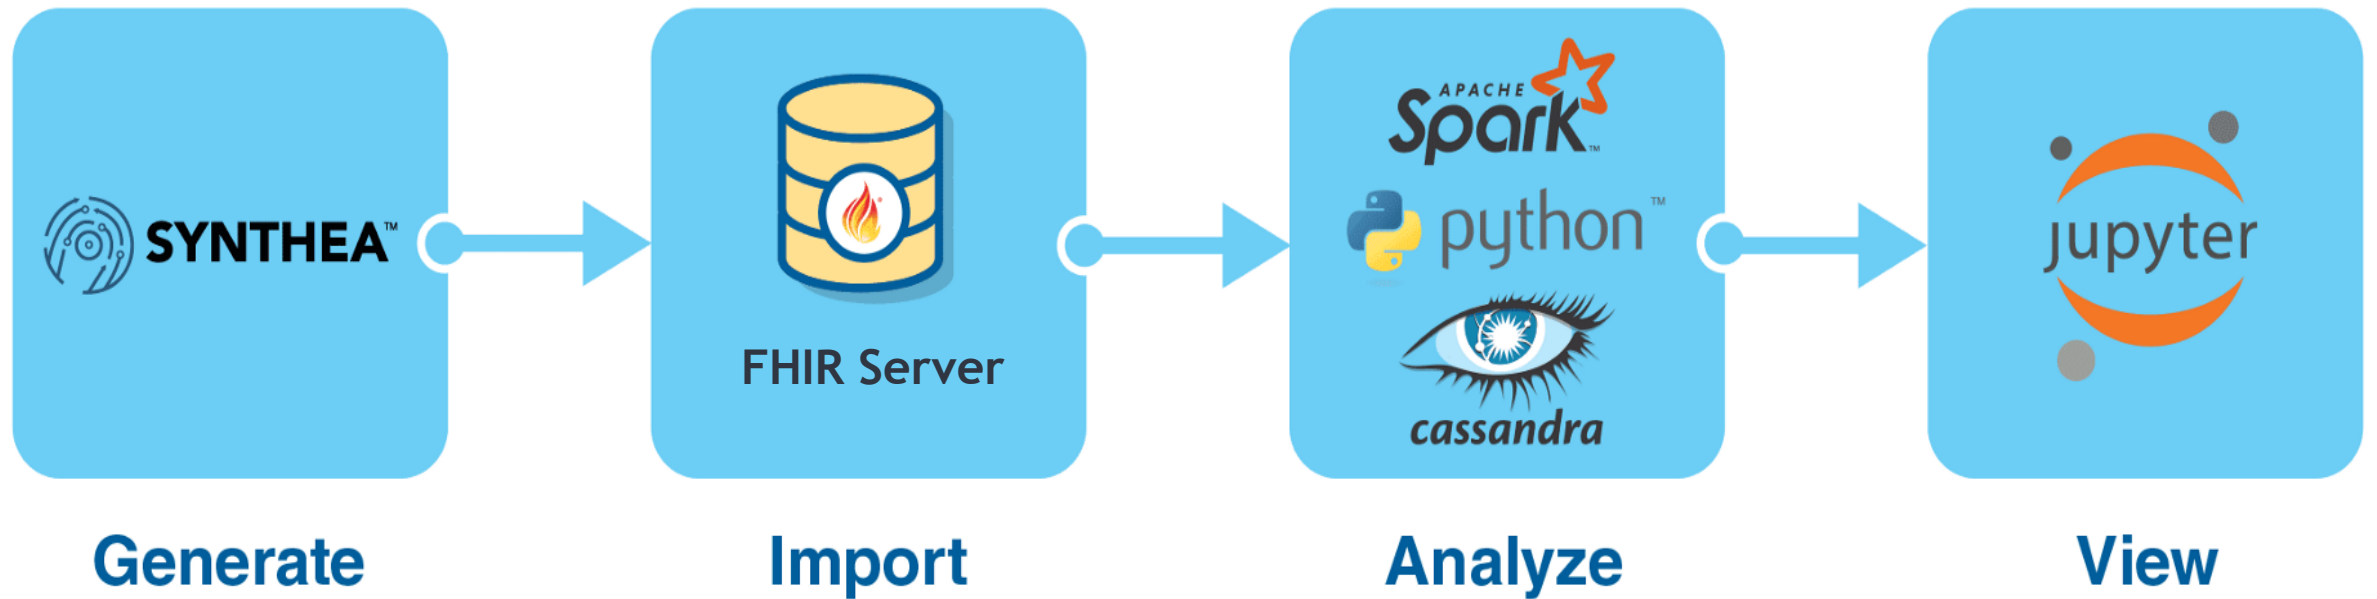 SYNTHEA™
FHIR Server
APACHE
Spark™
python™
cassandra
jupyter
Generate
Import
Analyze
View